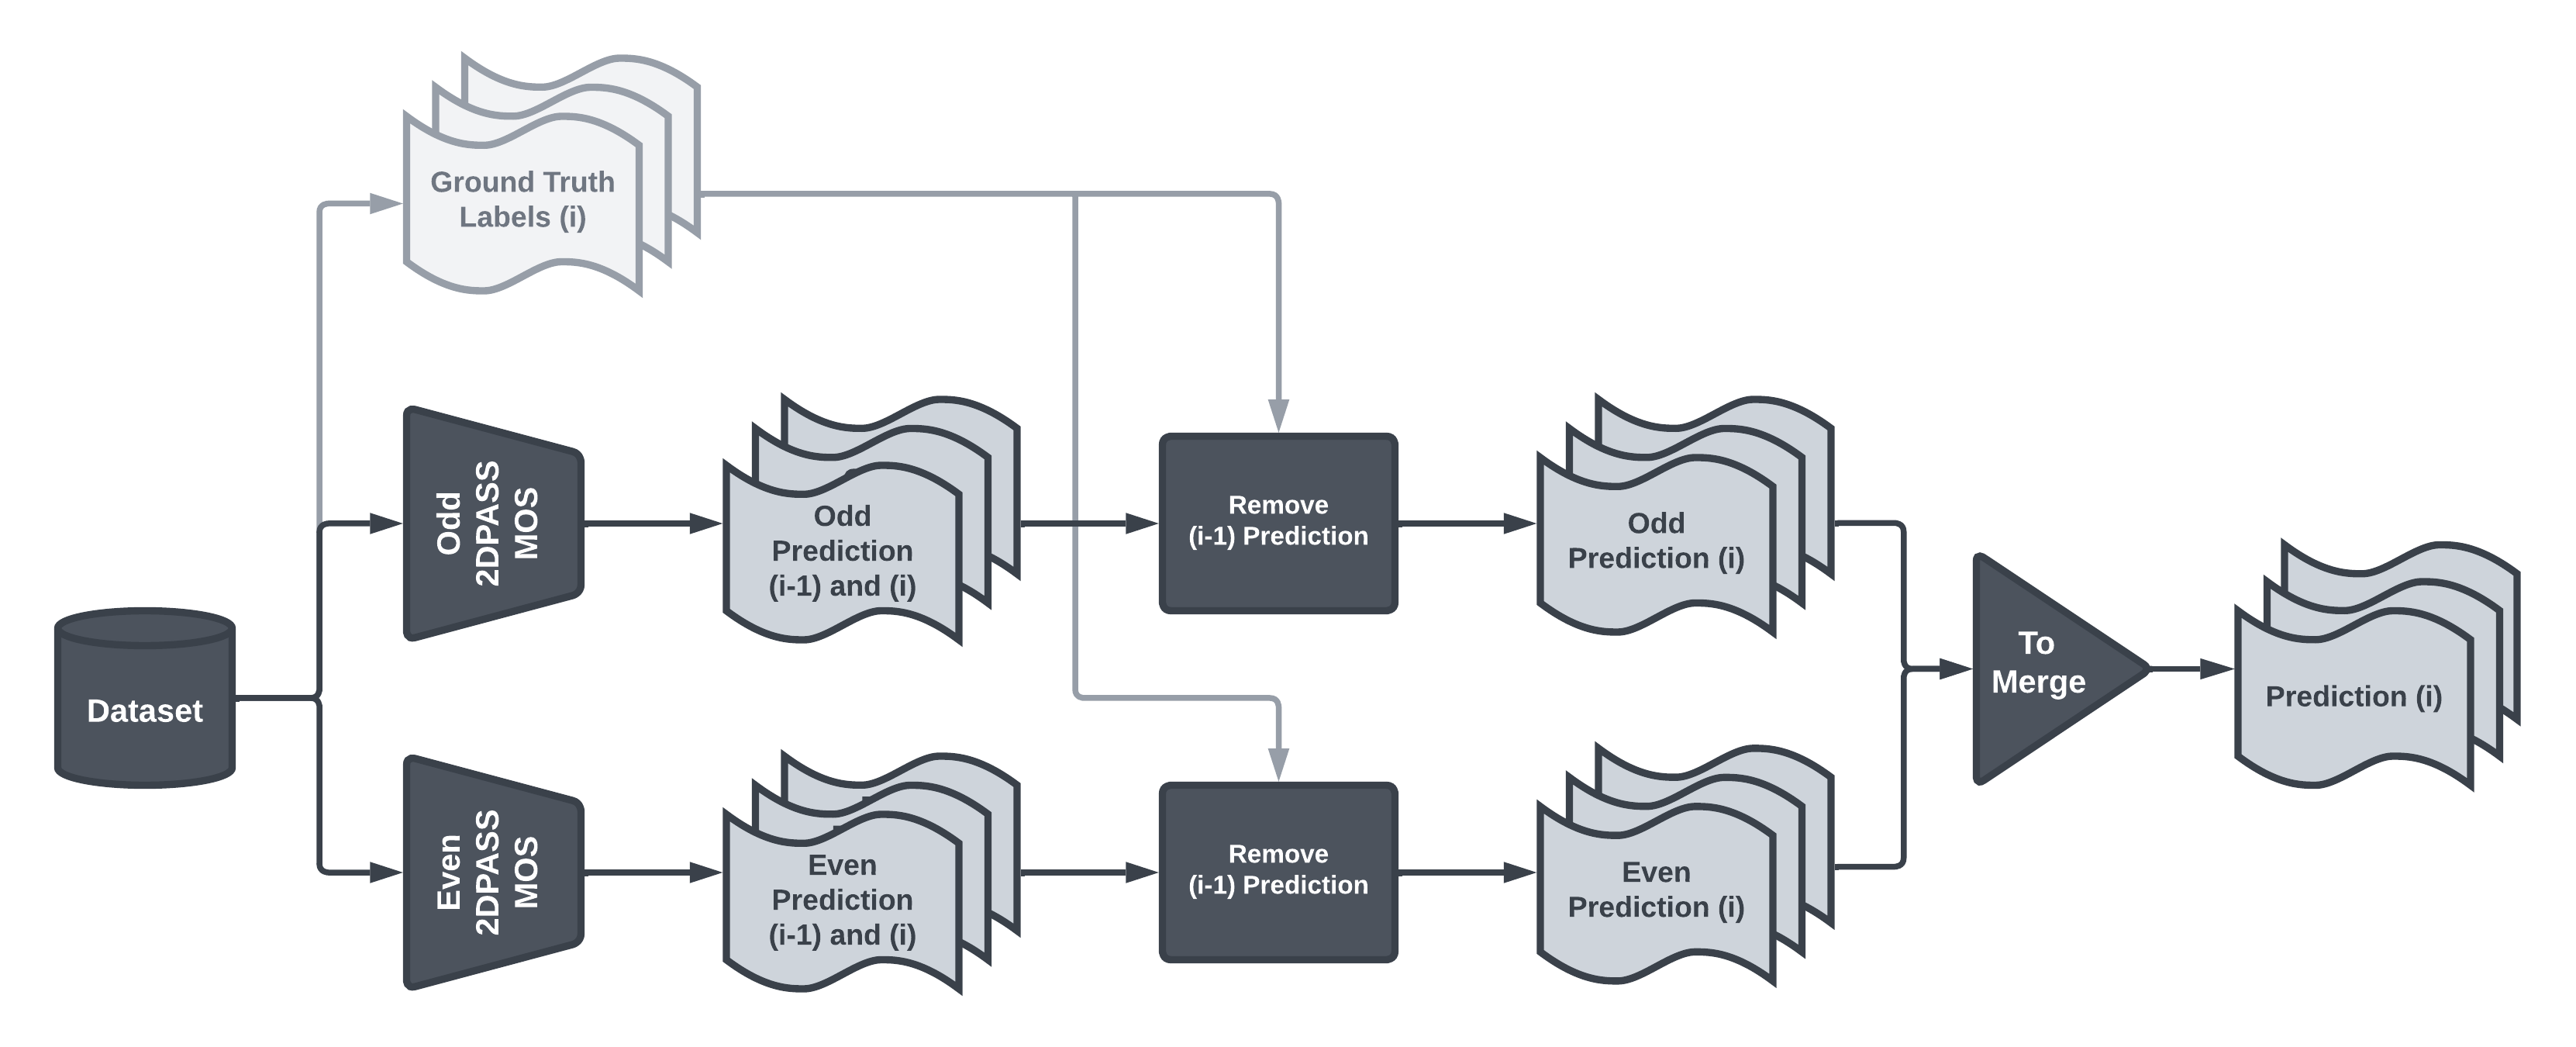 Ground Truth
Labels (i)
Odd
2DPASS
MOS
Odd
Prediction
(i-1) and (i)
Remove
(i-1) Prediction
Odd
Prediction (i)
Dataset
To
Merge
Prediction (i)
Even
2DPASS
MOS
Even
Prediction
(i-1) and (i)
Remove
(i-1) Prediction
Even
Prediction (i)